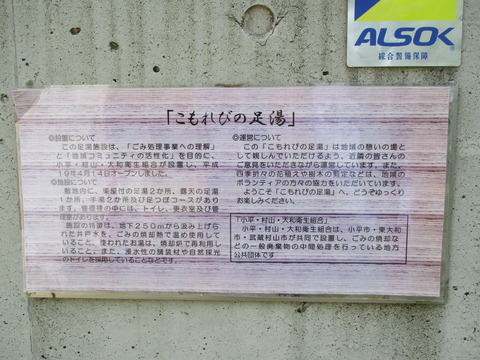 ALSOK
綜合警備保障
「こもれびの足湯」
◎設置について
この足湯施設は、「ごみ処理事業への理解」
と「地域コミュニティの活性化」を目的に、
小平・村山・大和衛生組合が設置し、平成
19年4月14日オープンしました。
◎施設について
敷地内に、東屋付の足湯2か所、露天の足湯
1か所、手湯2か所及び足つぼコースがあり
ます。管理棟の中には、トイレ、更衣室及び管
理室があります。
施設の特徴は、地下250mから汲み上げら
れた井戸水を、ごみの焼却熱で温め使用して
いること、使われたお湯は、焼却炉で再利用し
ていること、また、浸水性の舗装材や自然採光
のトイレを採用していることなどです。
◎運営について
この「こもれびの足湯」は地域の憩いの場と
して親しんでいただけるよう、近隣の皆さんの
ご意見をいただきながら運営しています。また、
四季折々の花植えや樹木の剪定などは、地域の
ボランティアの方々の協力をいただいています。
ようこそ「こもれびの足湯」へ、どうぞゆっくり
お楽しみください。
「小平・村山・大和衛生組合」
小平・村山・大和衛生組合は、小平市・東大和
市・武蔵村山市が共同で設置し、ごみの焼却など
の一般廃棄物の中間処理を行っている地方
公共団体です